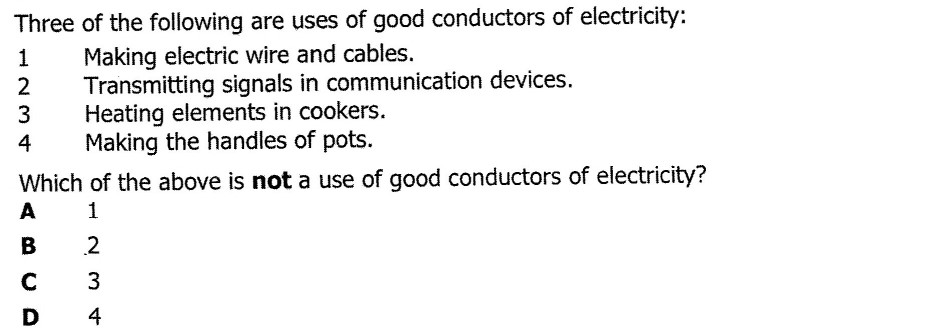 Three of the following are uses of good conductors of electricity:
1 Making electric wire and cables.
2 Transmitting signals in communication devices.
3 Heating elements in cookers.
4 Making the handles of pots.
Which of the above is not a use of good conductors of electricity?
A 1
B 2
C 3
D 4